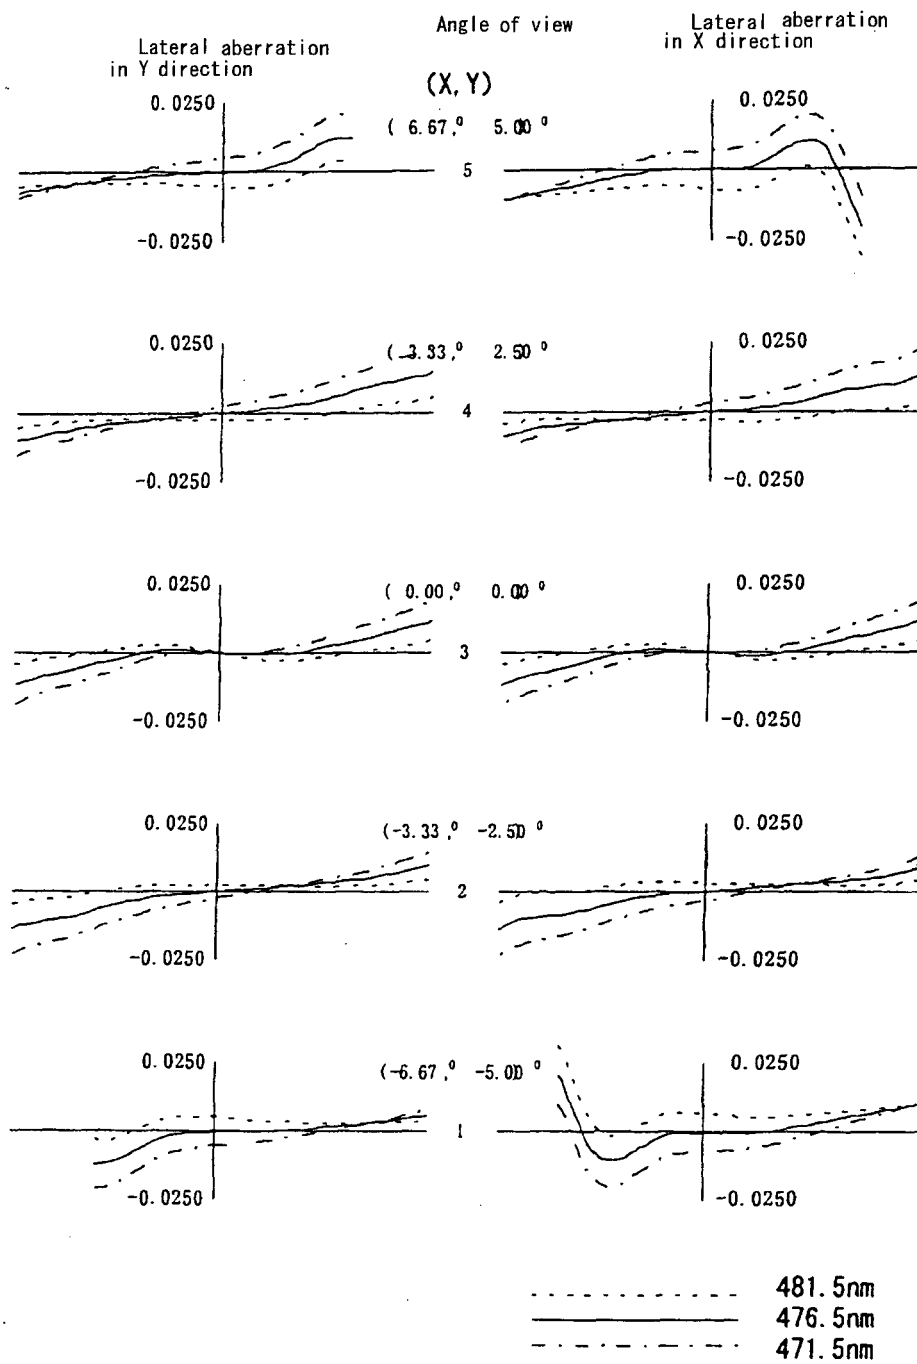 Angle of view
Lateral aberration
in Y direction
Lateral aberration
in X direction
(X, Y)
0.0250
( 6.67,° 5.00 °
0.0250
5
-0.0250
-0.0250
0.0250
(-3.33,° 2.50 °
0.0250
4
-0.0250
-0.0250
0.0250
( 0.00,° 0.00 °
0.0250
3
-0.0250
-0.0250
0.0250
(-3.33,° -2.50 °
0.0250
2
-0.0250
-0.0250
0.0250
(-6.67,° -5.00 °
0.0250
1
-0.0250
-0.0250
481.5nm
476.5nm
471.5nm